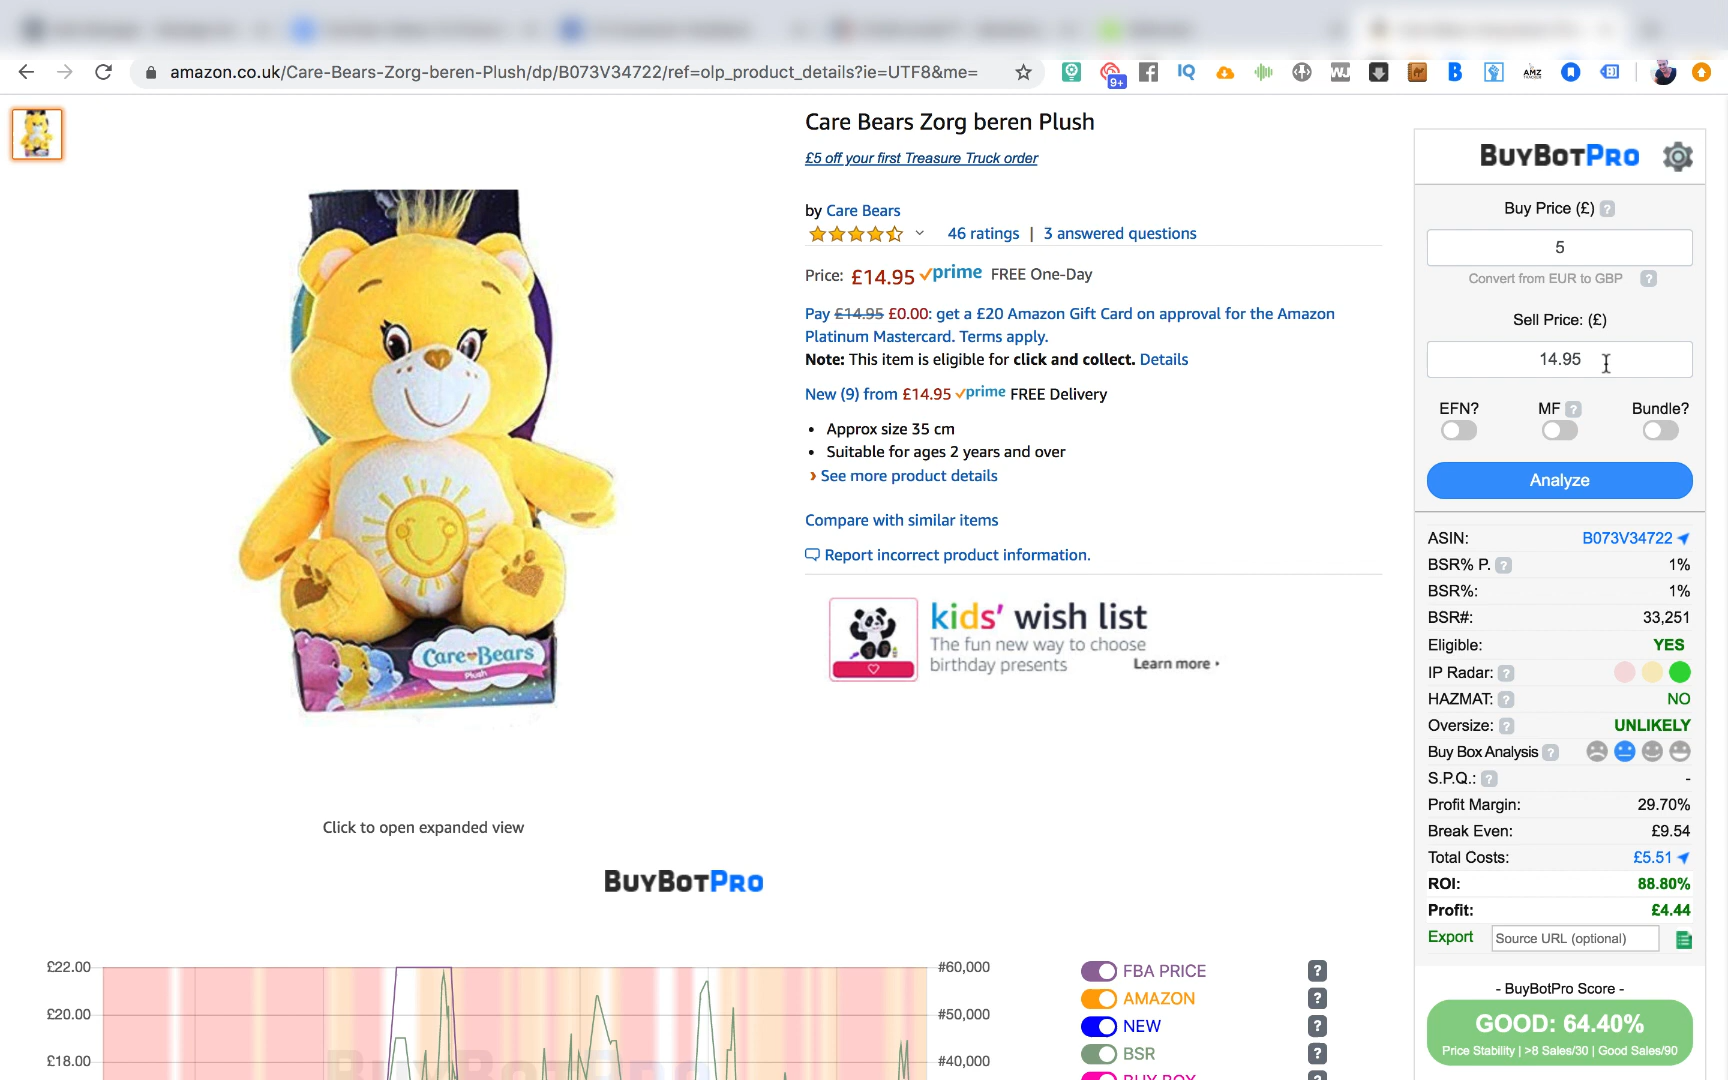 amazon.co.uk/Care-Bears-Zorg-beren-Plush/dp/B073V34722/ref=olp_product_details?ie=UTF8&me=
9+
IQ
WJ
B
AMZ
Care Bears Zorg beren Plush
£5 off your first Treasure Truck order
by Care Bears
46 ratings | 3 answered questions
Price: £14.95 prime FREE One-Day
Pay £14.95 £0.00: get a £20 Amazon Gift Card on approval for the Amazon
Platinum Mastercard. Terms apply.
Note: This item is eligible for click and collect. Details
New (9) from £14.95 prime FREE Delivery
• Approx size 35 cm
• Suitable for ages 2 years and over
› See more product details
Compare with similar items
Report incorrect product information.
kids' wish list
The fun new way to choose
birthday presents Learn more ›
Care Bears
Plush
Click to open expanded view
BUYBOTPRO
£22.00
£20.00
£18.00
#60,000
#50,000
#40,000
BuyBotPro
FBA PRICE ?
AMAZON ?
NEW ?
BSR ?
BUY BOX ?
BUYBOTPRO
Buy Price (£) ?
5
Convert from EUR to GBP ?
Sell Price: (£)
14.95
EFN? MF ? Bundle?
Analyze
ASIN: B073V34722
BSR% P. ? 1%
BSR%: 1%
BSR#: 33,251
Eligible: YES
IP Radar: ?
HAZMAT: ? NO
Oversize: ? UNLIKELY
Buy Box Analysis ?
S.P.Q.: ? -
Profit Margin: 29.70%
Break Even: £9.54
Total Costs: £5.51
ROI: 88.80%
Profit: £4.44
Export Source URL (optional)
- BuyBotPro Score -
GOOD: 64.40%
Price Stability | >8 Sales/30 | Good Sales/90